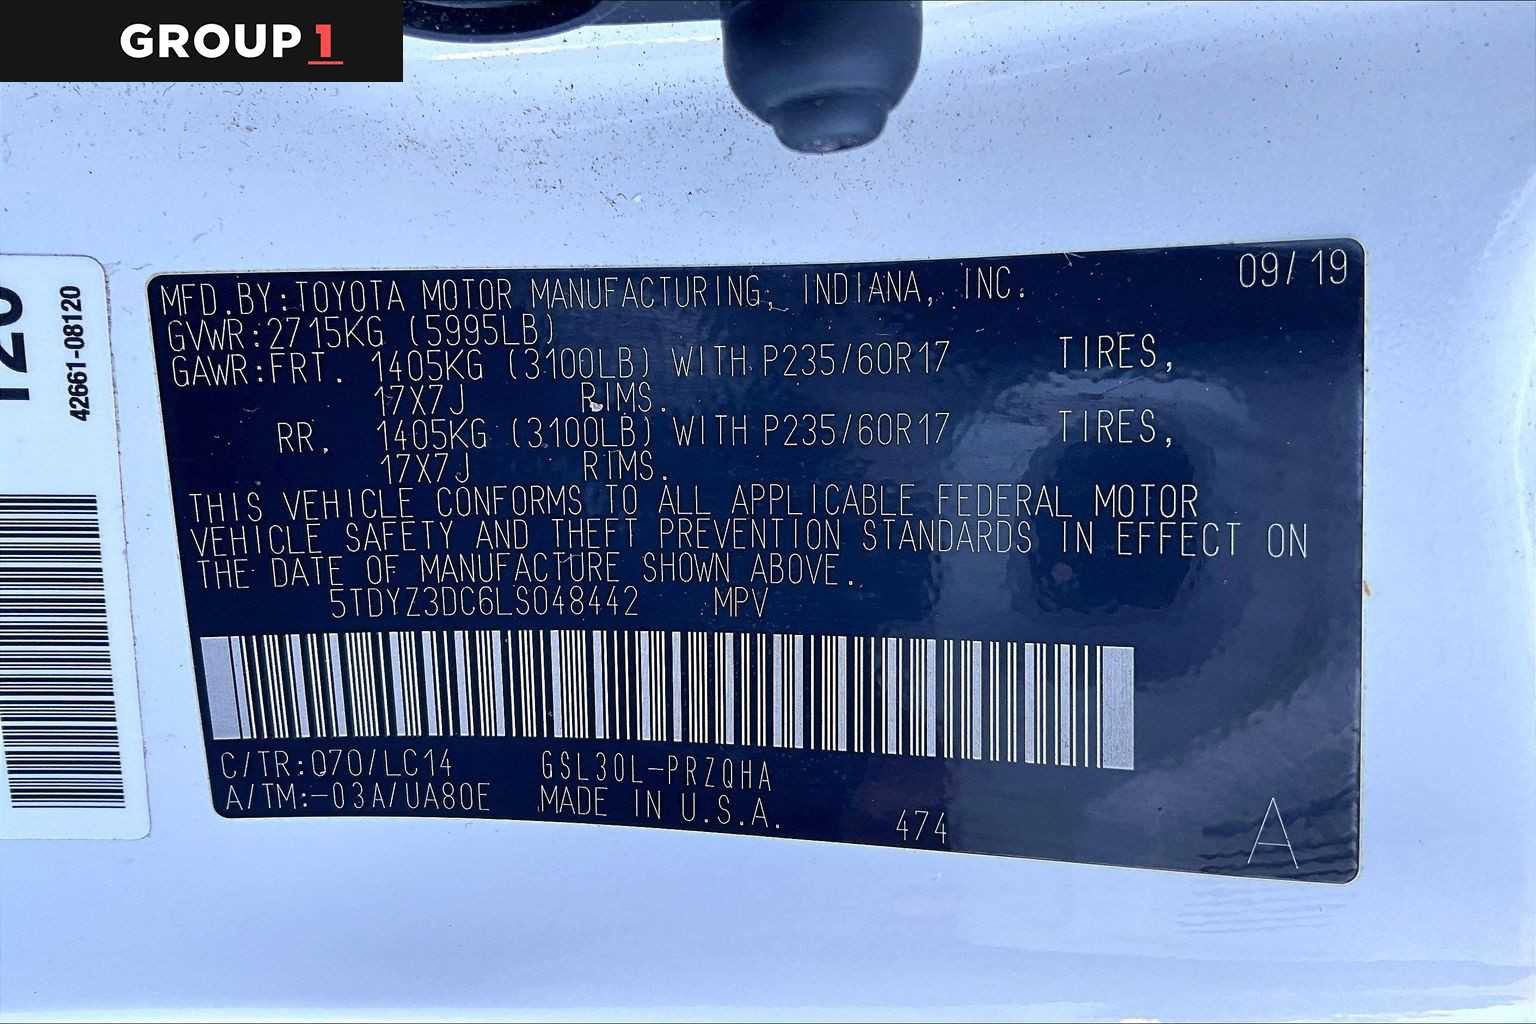 GROUP 1
120
42661-08120
09/19
MFD.BY:TOYOTA MOTOR MANUFACTURING, INDIANA, INC.
GVWR:2715KG (5995LB)
GAWR:FRT. 1405KG (3100LB) WITH P235/60R17 TIRES,
17X7J RIMS.
RR. 1405KG (3100LB) WITH P235/60R17 TIRES,
17X7J RIMS.
THIS VEHICLE CONFORMS TO ALL APPLICABLE FEDERAL MOTOR
VEHICLE SAFETY AND THEFT PREVENTION STANDARDS IN EFFECT ON
THE DATE OF MANUFACTURE SHOWN ABOVE.
5TDYZ3DC6LS048442 MPV
C/TR:070/LC14 GSL30L-PRZQHA
A/TM:-03A/UA80E MADE IN U.S.A.
474
A